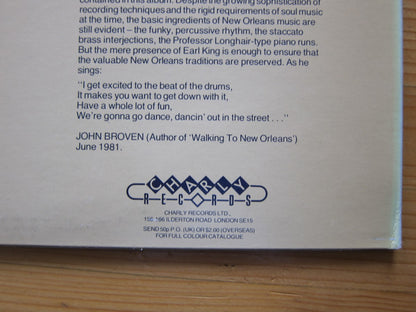 contained in this album. Despite the growing sophistication of
recording techniques and the rigid requirements of soul music
at the time, the basic ingredients of New Orleans music are
still evident – the funky, percussive rhythm, the staccato
brass interjections, the Professor Longhair-type piano runs.
But the mere presence of Earl King is enough to ensure that
the valuable New Orleans traditions are preserved. As he
sings:
"I get excited to the beat of the drums,
It makes you want to get down with it,
Have a whole lot of fun,
We're gonna dance, dancin' out in the street . . ."
JOHN BROVEN (Author of 'Walking To New Orleans')
June 1981.
CHARLY
RECORDS
CHARLY RECORDS LTD.,
ILDERTON ROAD LONDON SE15
SEND 50p P.O. (UK) OR $2.00 (OVERSEAS)
FOR FULL COLOUR CATALOGUE